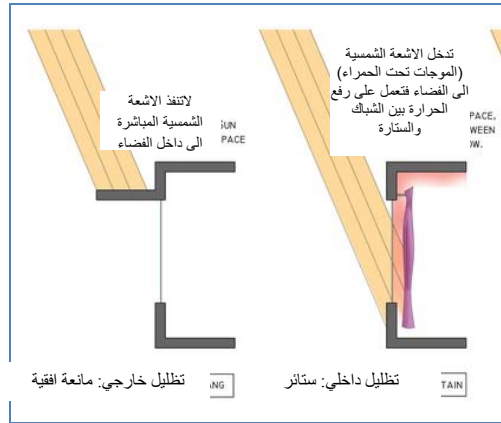 لاتنفذ الاشعة
الشمسية المباشرة
الى داخل الفضاء
SUN
PACE
تدخل الاشعة الشمسية
(الموجات تحت الحمراء)
الى الفضاء فتعمل على رفع
الحرارة بين الشباك
والستارة
PACE,
WEEN
OW.
تظليل خارجي: مانعة افقية
ANG
تظليل داخلي: ستائر
TAIN